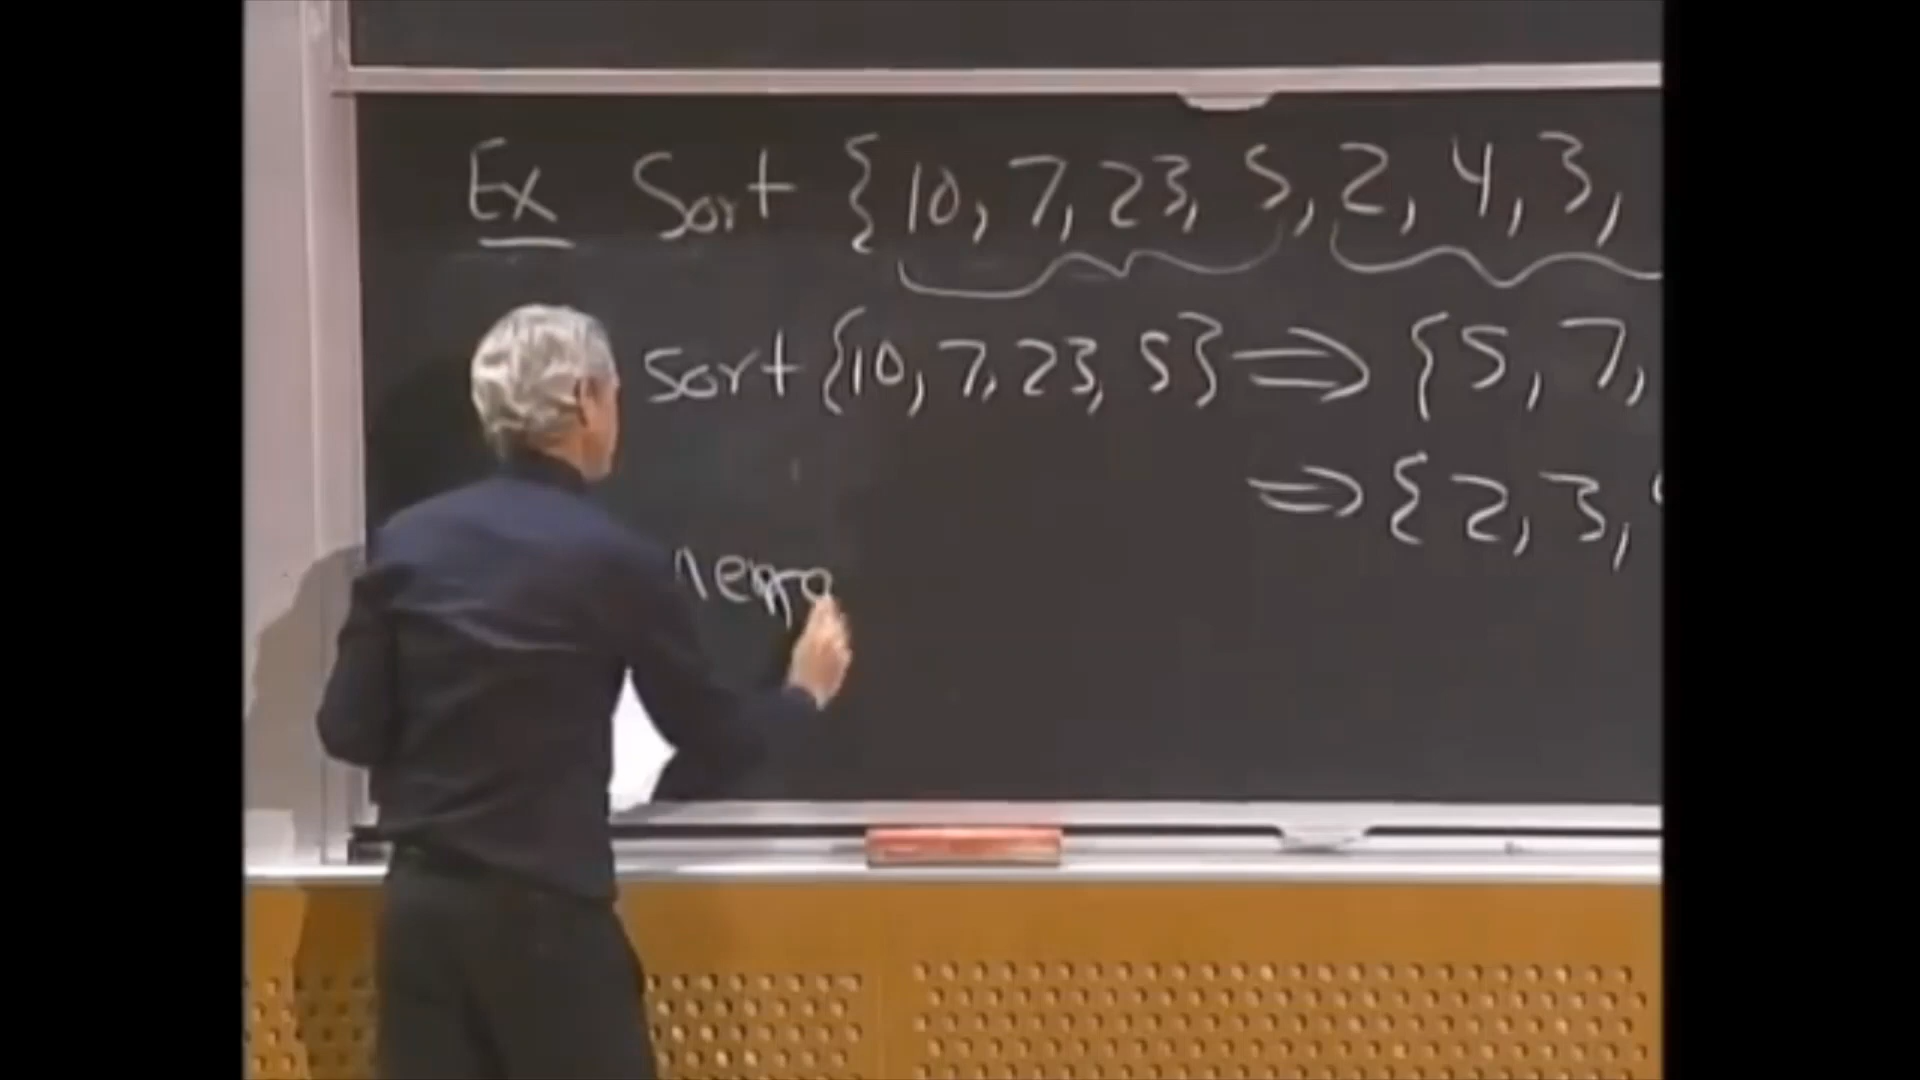 Ex Sort {10, 7, 23, 5, 2, 4, 3,
sort {10, 7, 23, 5} ⇒ {5, 7,
⇒ {2, 3,